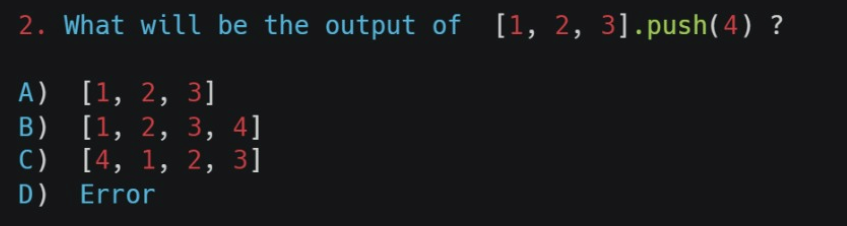 2. What will be the output of [1, 2, 3].push(4) ?
A) [1, 2, 3]
B) [1, 2, 3, 4]
C) [4, 1, 2, 3]
D) Error